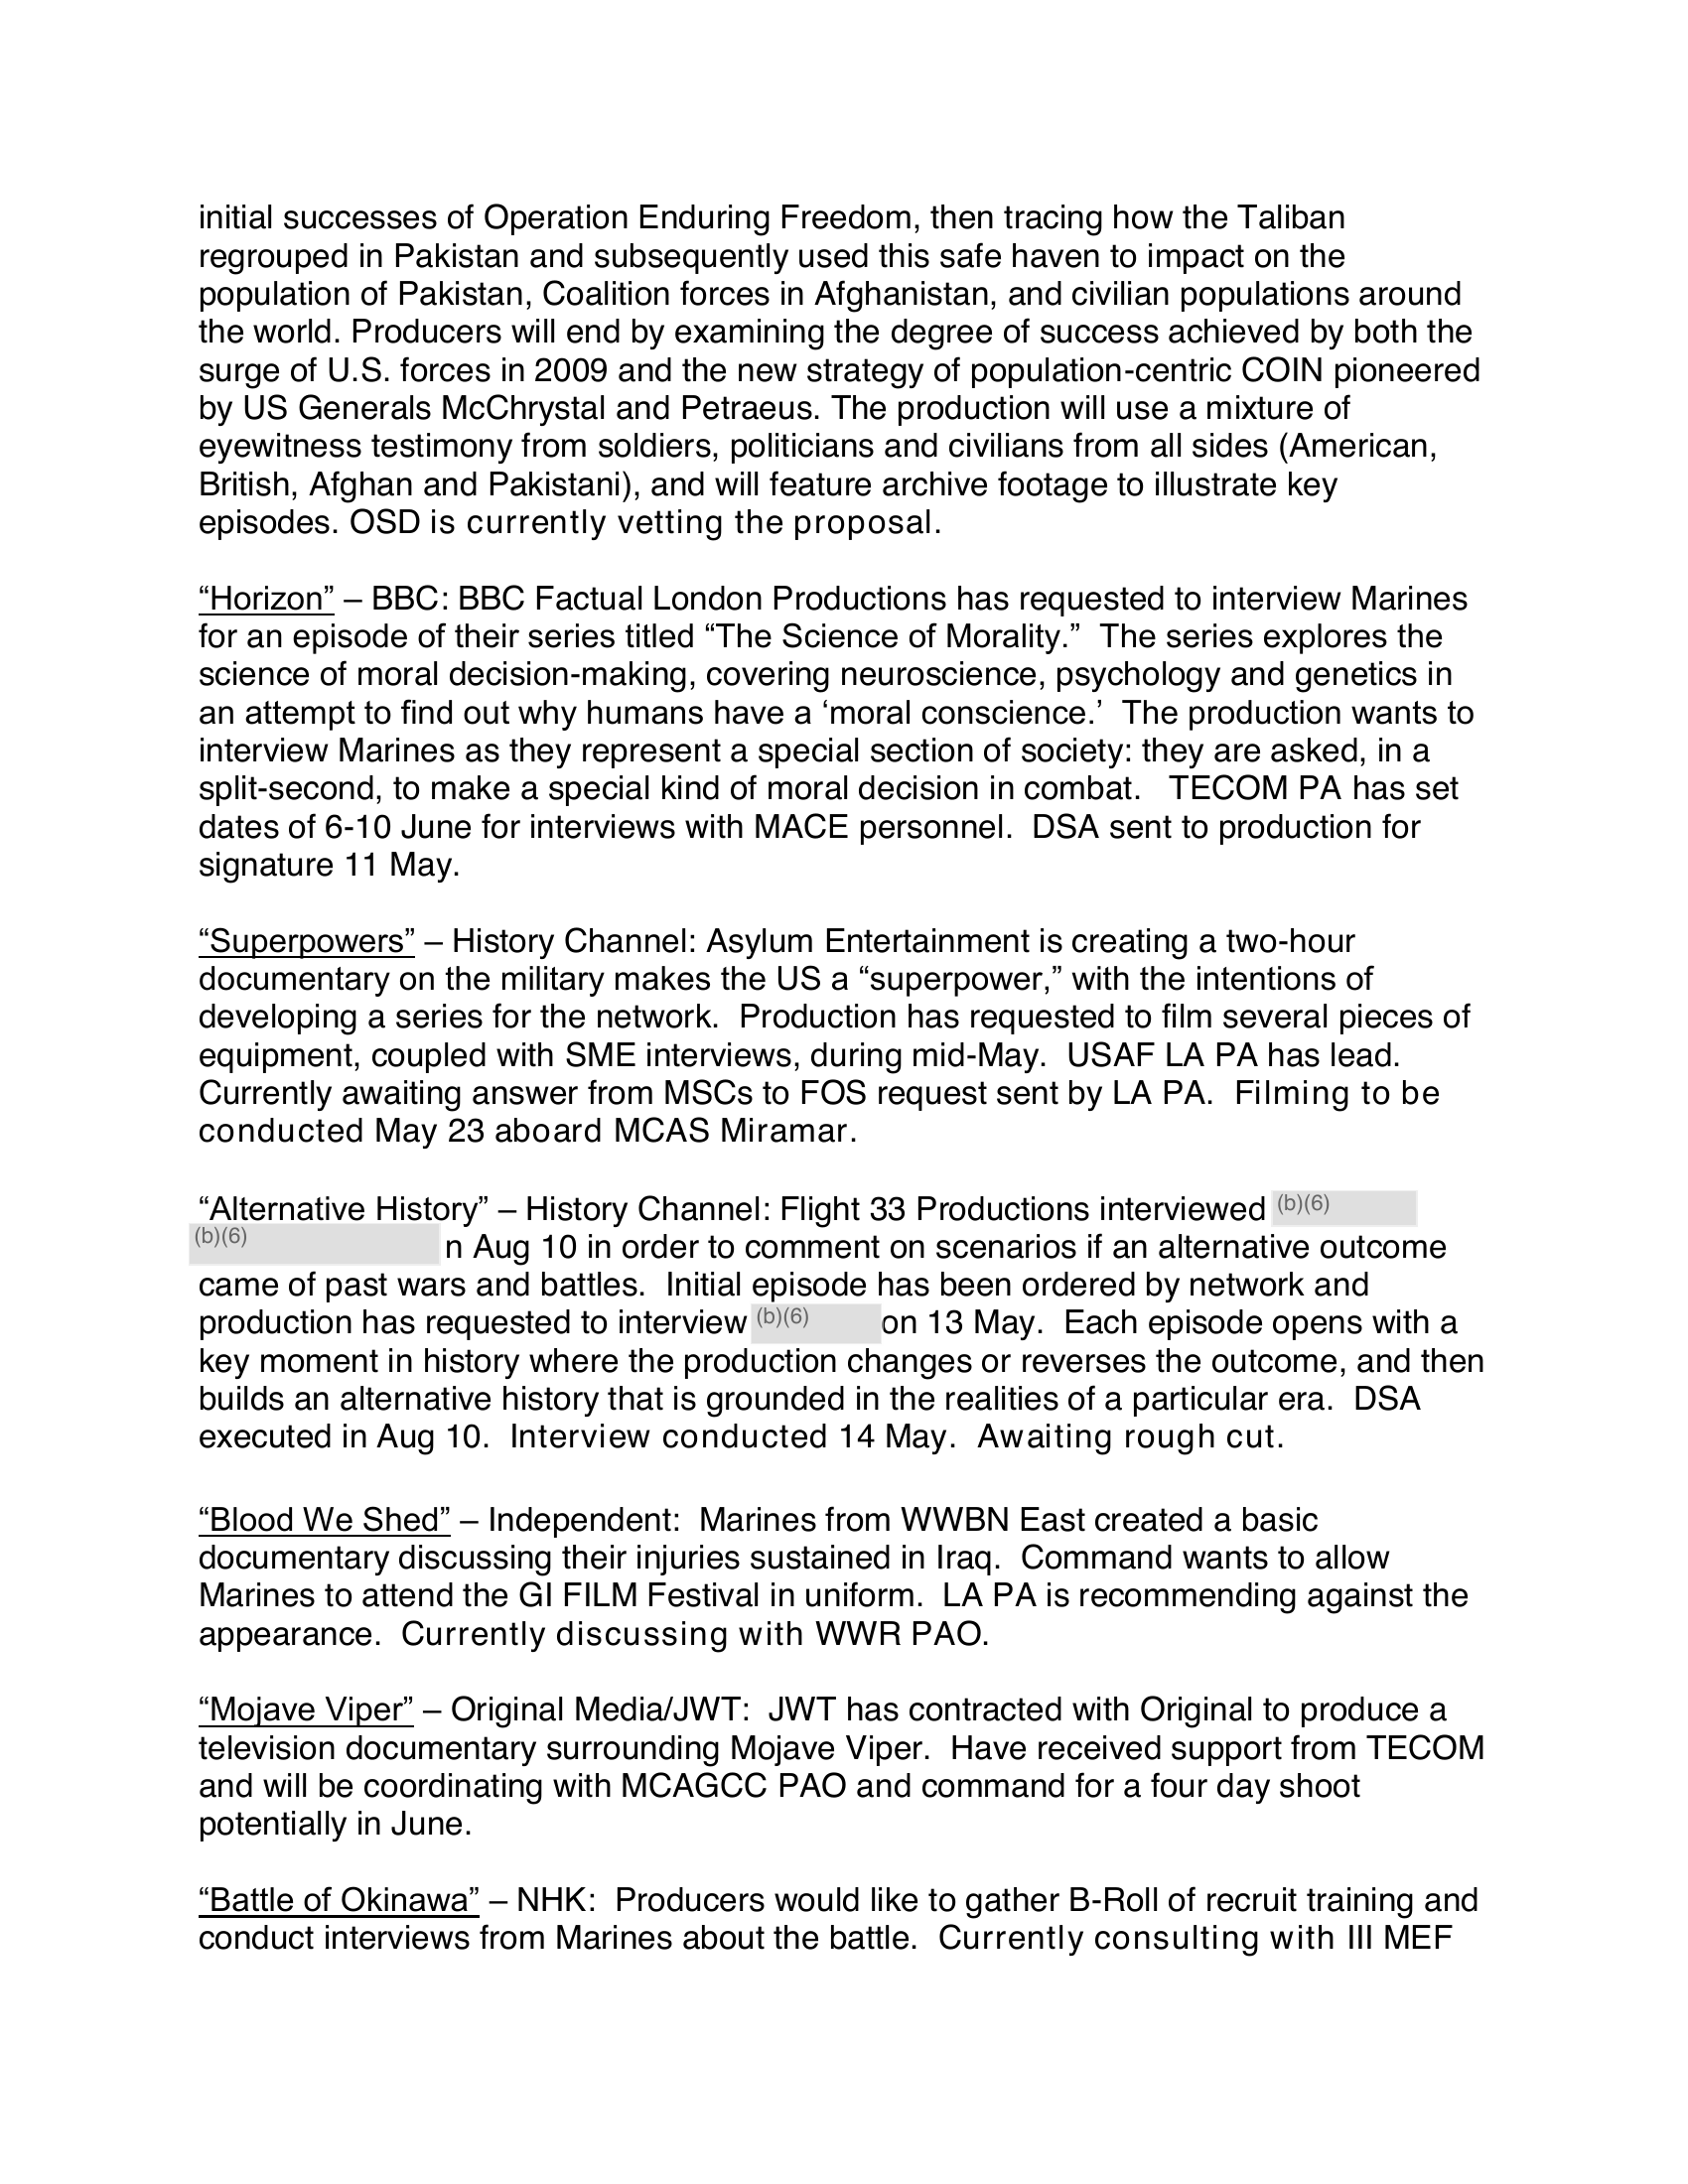 initial successes of Operation Enduring Freedom, then tracing how the Taliban
regrouped in Pakistan and subsequently used this safe haven to impact on the
population of Pakistan, Coalition forces in Afghanistan, and civilian populations around
the world. Producers will end by examining the degree of success achieved by both the
surge of U.S. forces in 2009 and the new strategy of population-centric COIN pioneered
by US Generals McChrystal and Petraeus. The production will use a mixture of
eyewitness testimony from soldiers, politicians and civilians from all sides (American,
British, Afghan and Pakistani), and will feature archive footage to illustrate key
episodes. OSD is currently vetting the proposal.
“Horizon” – BBC: BBC Factual London Productions has requested to interview Marines
for an episode of their series titled “The Science of Morality.”  The series explores the
science of moral decision-making, covering neuroscience, psychology and genetics in
an attempt to find out why humans have a ‘moral conscience.’  The production wants to
interview Marines as they represent a special section of society: they are asked, in a
split-second, to make a special kind of moral decision in combat.   TECOM PA has set
dates of 6-10 June for interviews with MACE personnel.  DSA sent to production for
signature 11 May.
“Superpowers” – History Channel: Asylum Entertainment is creating a two-hour
documentary on the military makes the US a “superpower,” with the intentions of
developing a series for the network.  Production has requested to film several pieces of
equipment, coupled with SME interviews, during mid-May.  USAF LA PA has lead.
Currently awaiting answer from MSCs to FOS request sent by LA PA.  Filming to be
conducted May 23 aboard MCAS Miramar.
“Alternative History” – History Channel: Flight 33 Productions interviewed (b)(6)
(b)(6) n Aug 10 in order to comment on scenarios if an alternative outcome
came of past wars and battles.  Initial episode has been ordered by network and
production has requested to interview (b)(6) on 13 May.  Each episode opens with a
key moment in history where the production changes or reverses the outcome, and then
builds an alternative history that is grounded in the realities of a particular era.  DSA
executed in Aug 10.  Interview conducted 14 May.  Awaiting rough cut.
“Blood We Shed” – Independent:  Marines from WWBN East created a basic
documentary discussing their injuries sustained in Iraq.  Command wants to allow
Marines to attend the GI FILM Festival in uniform.  LA PA is recommending against the
appearance.  Currently discussing with WWR PAO.
“Mojave Viper” – Original Media/JWT:  JWT has contracted with Original to produce a
television documentary surrounding Mojave Viper.  Have received support from TECOM
and will be coordinating with MCAGCC PAO and command for a four day shoot
potentially in June.
“Battle of Okinawa” – NHK:  Producers would like to gather B-Roll of recruit training and
conduct interviews from Marines about the battle.  Currently consulting with III MEF